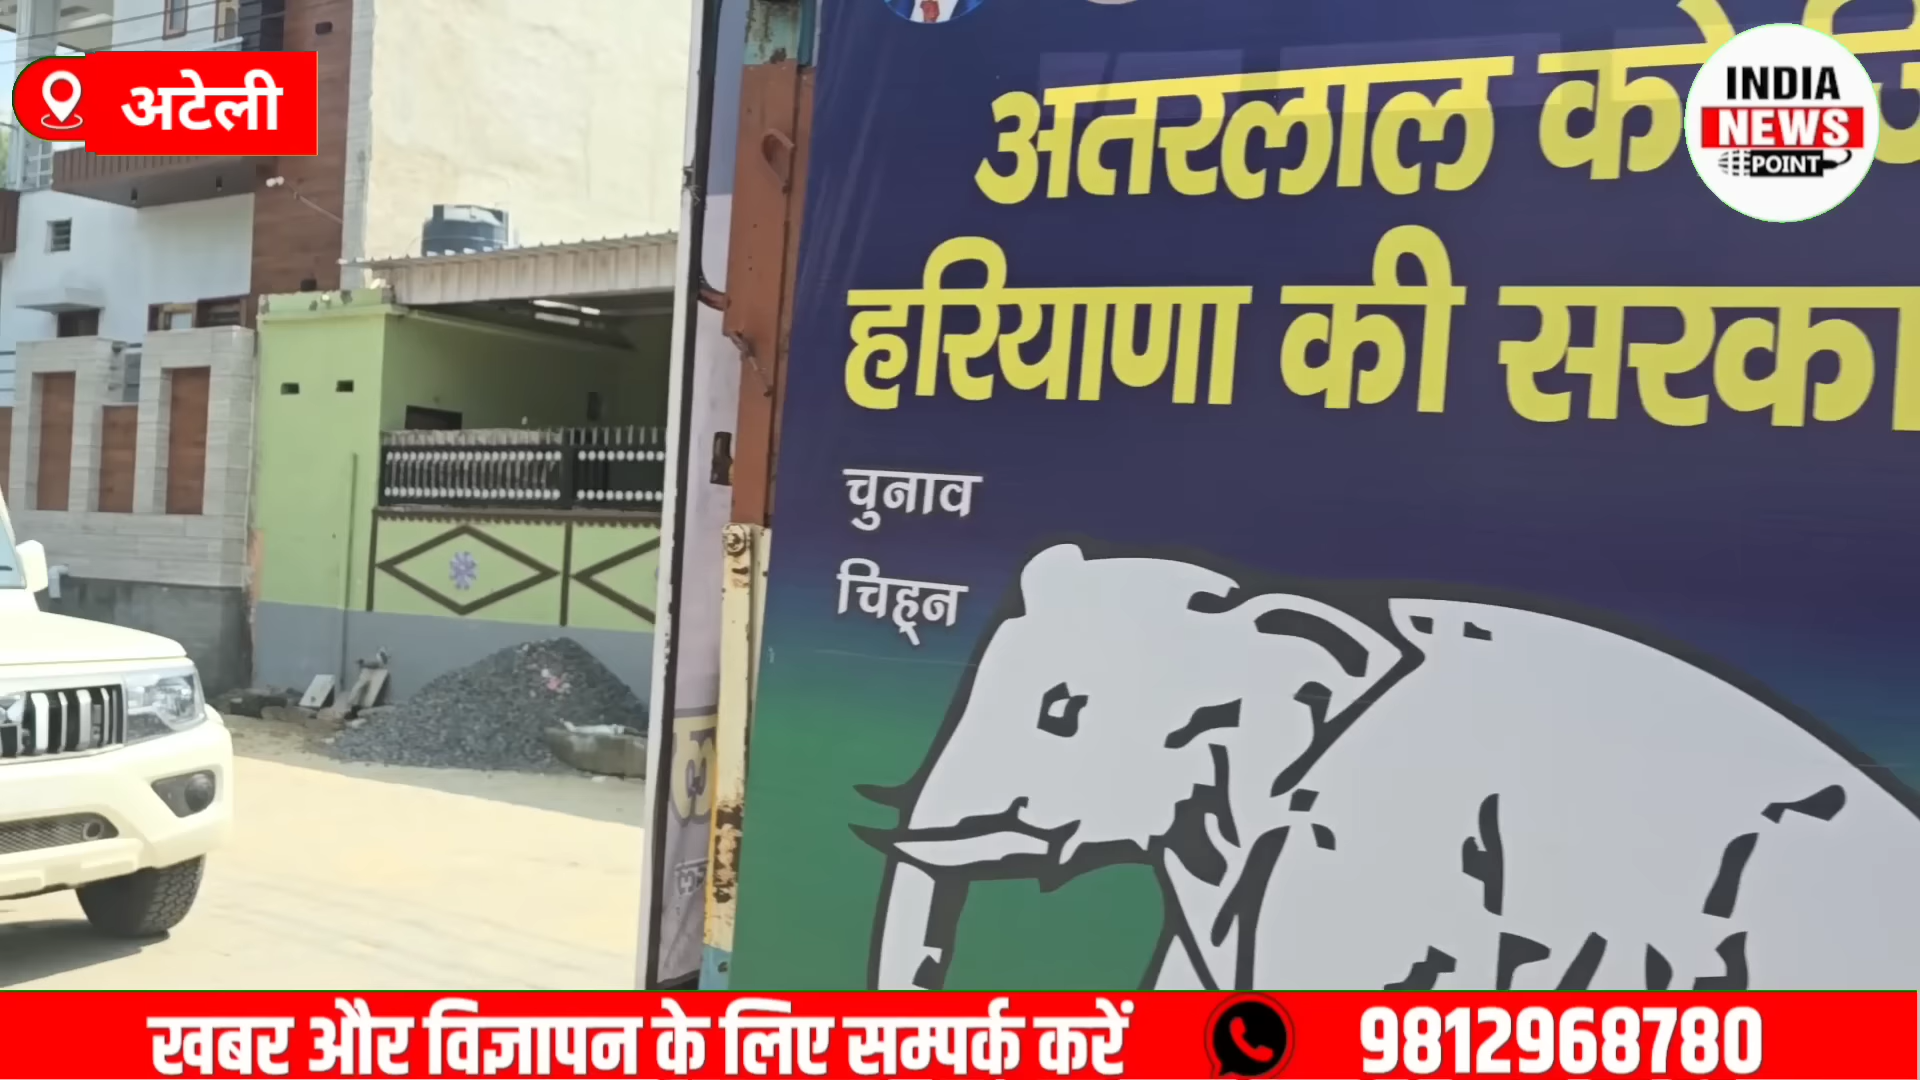 अटेली
INDIA
NEWS
POINT
अतरलाल को
हरियाणा की
चुनाव
चिह्न
खबर और विज्ञापन के लिए सम्पर्क करें 9812968780